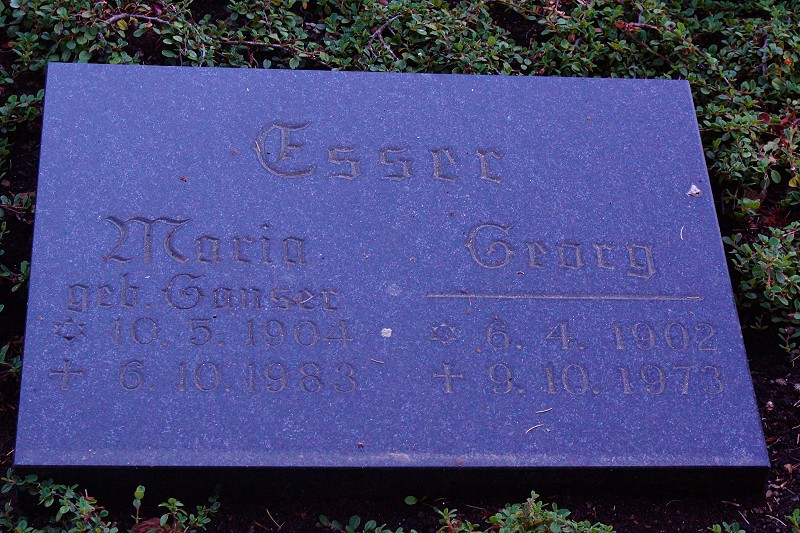 Esser
Maria
geb. Ganser
✡ 10. 5. 1904
✝ 6. 10. 1983
Georg
✡ 6. 4. 1902
✝ 9. 10. 1973